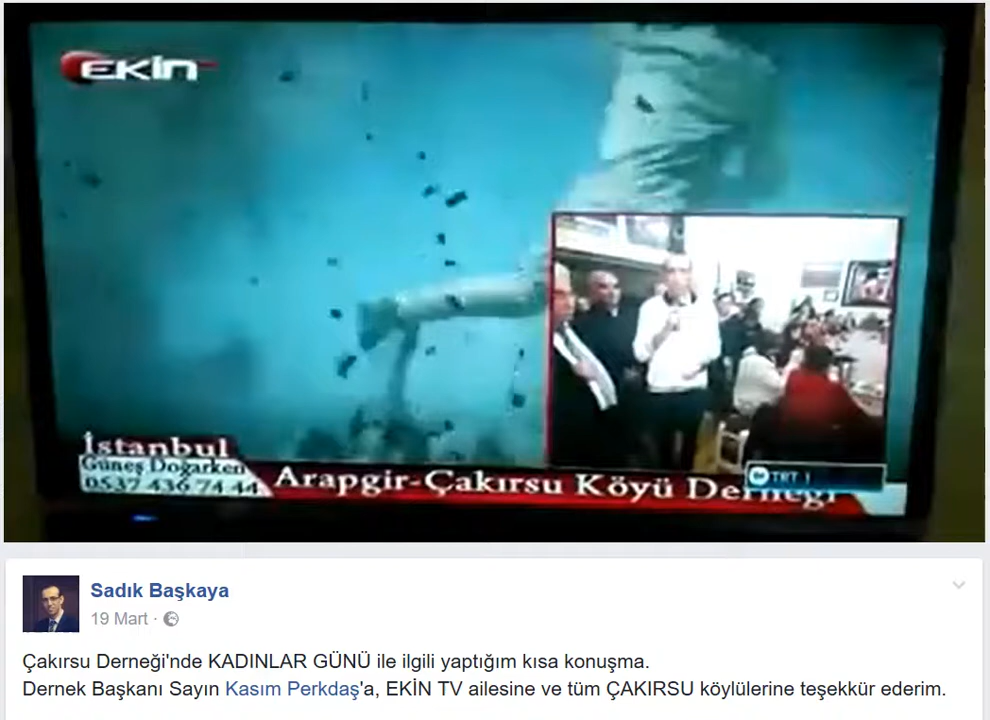 EKİN
İstanbul
Güneş Doğarken
0537 436 74 44
Arapgir-Çakırsu Köyü Derneği
TRT 1
Sadık Başkaya
19 Mart ·
Çakırsu Derneği'nde KADINLAR GÜNÜ ile ilgili yaptığım kısa konuşma.
Dernek Başkanı Sayın Kasım Perkdaş'a, EKİN TV ailesine ve tüm ÇAKIRSU köylülerine teşekkür ederim.